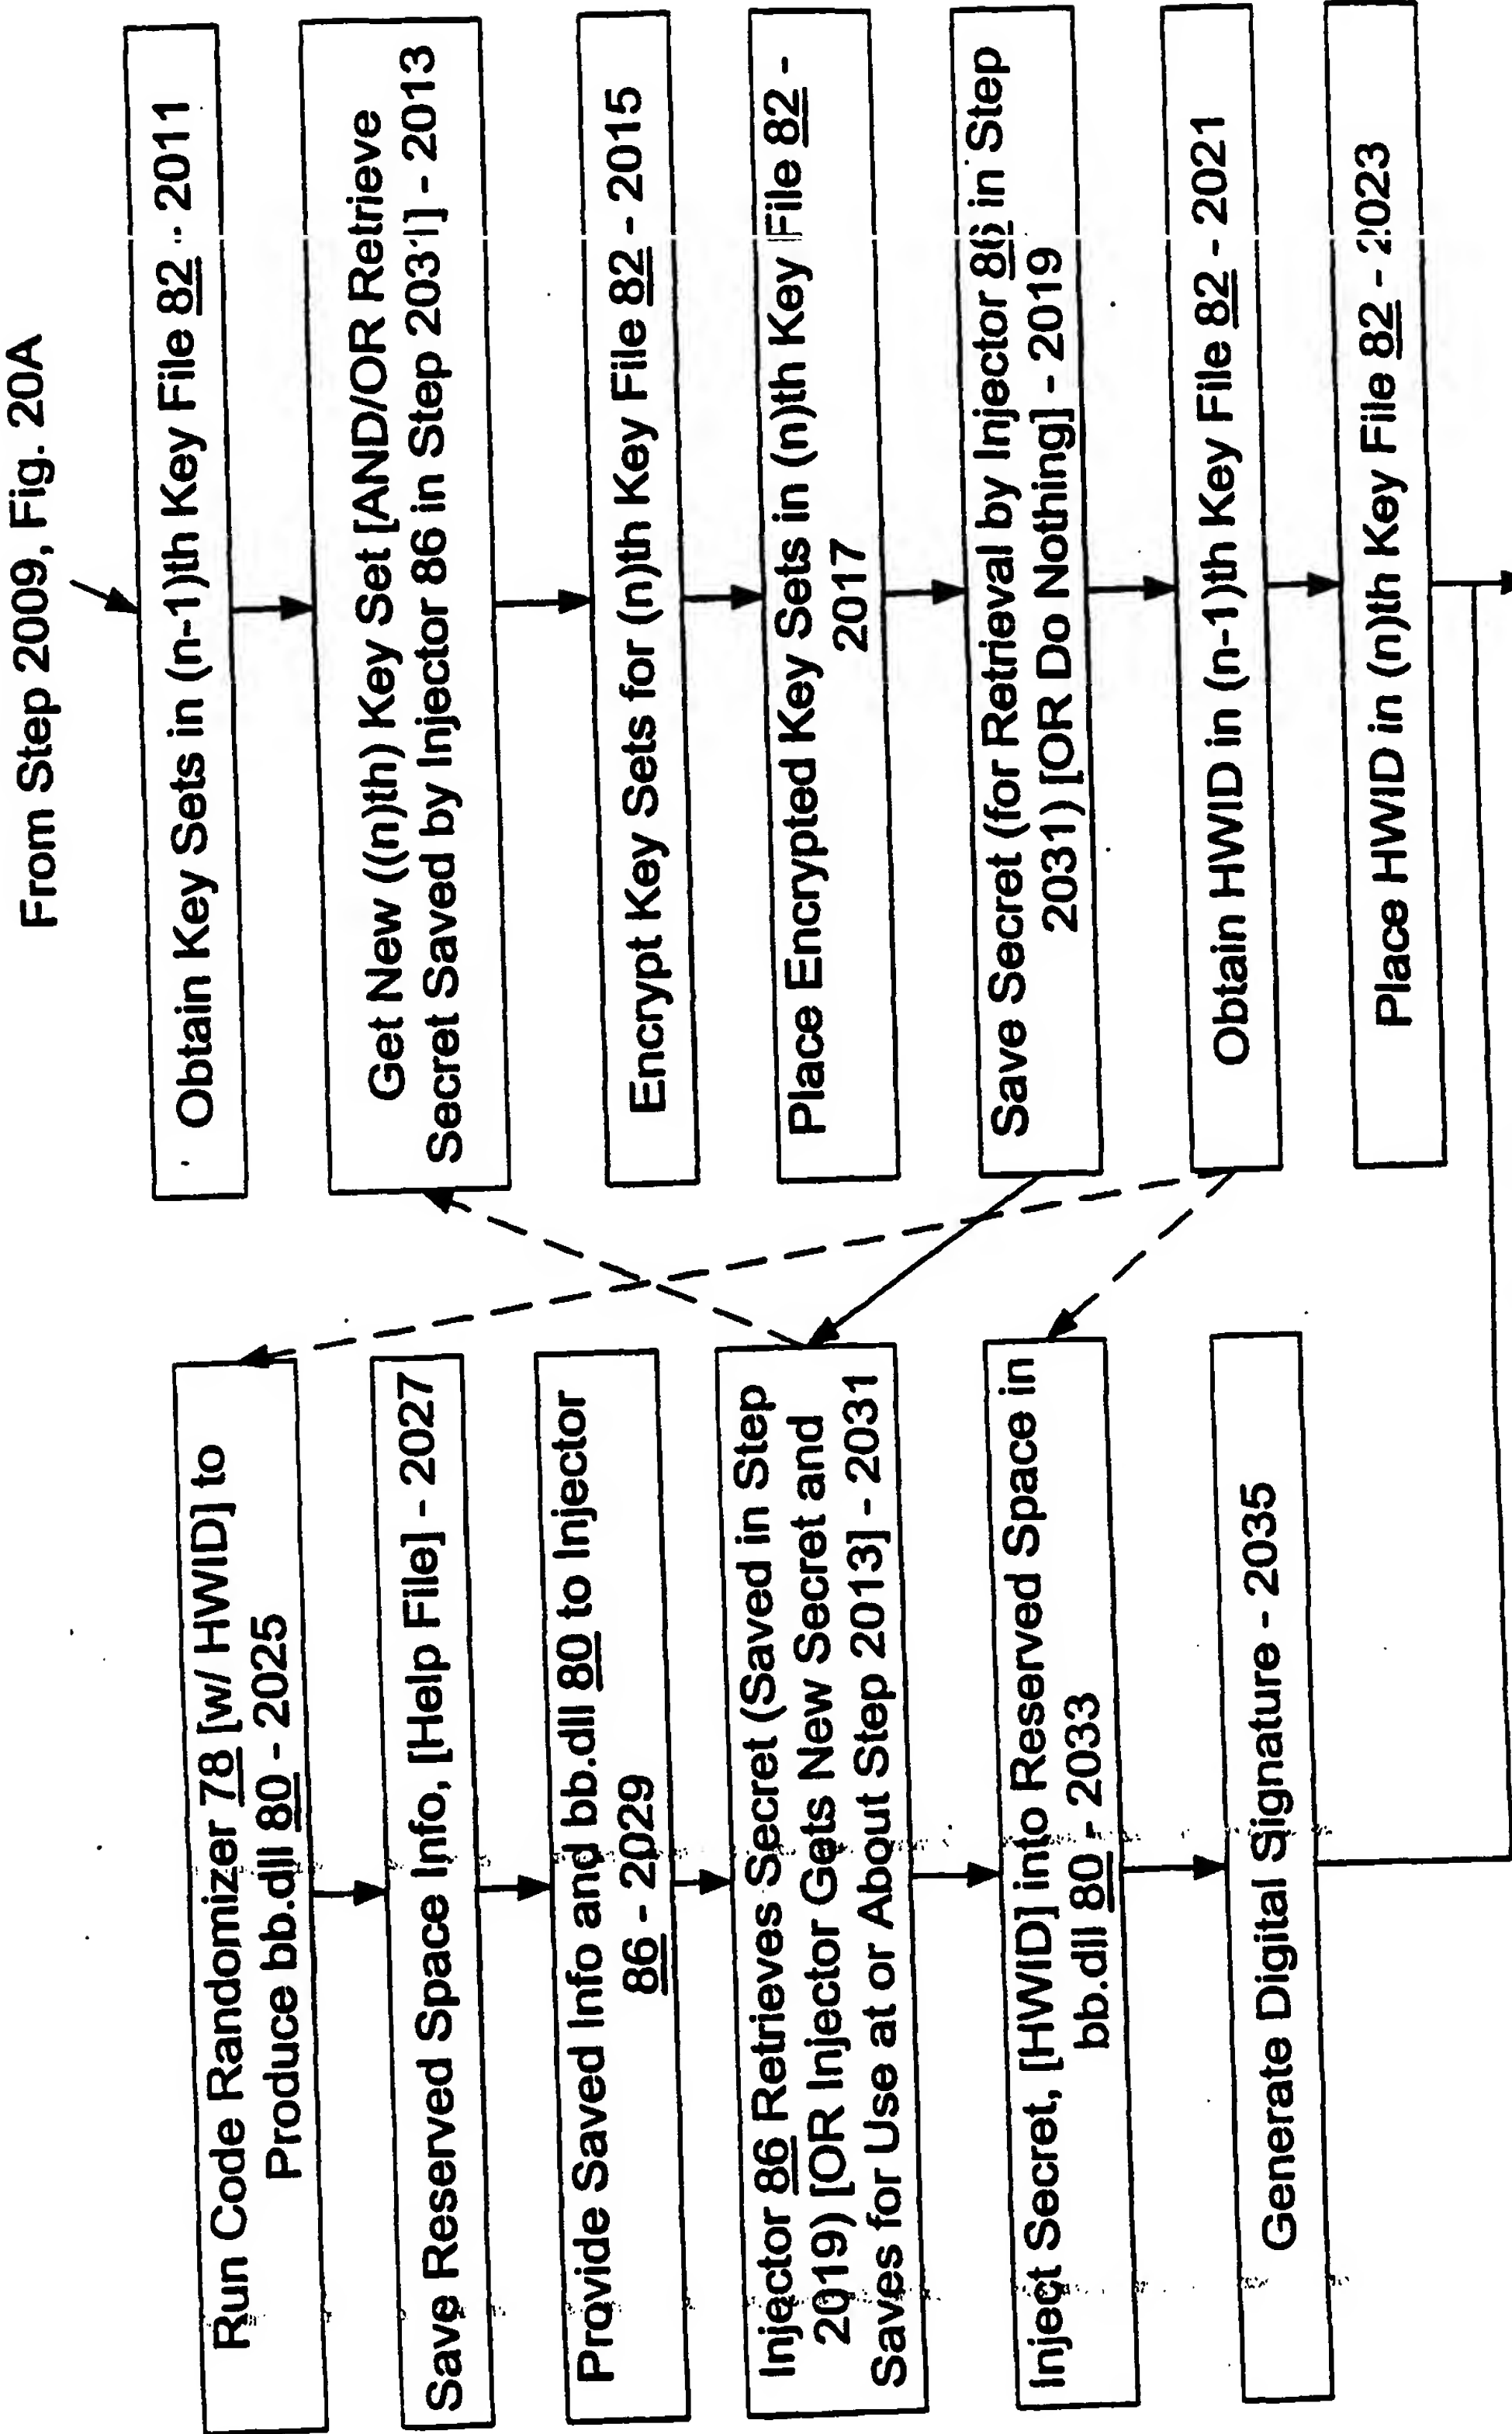 From Step 2009, Fig. 20A
Obtain Key Sets in (n-1)th Key File 82 - 2011
Get New ((n)th) Key Set [AND/OR Retrieve
Secret Saved by Injector 86 in Step 2031] - 2013
Encrypt Key Sets for (n)th Key File 82 - 2015
Place Encrypted Key Sets in (n)th Key File 82 -
2017
Save Secret (for Retrieval by Injector 86 in Step
2031) [OR Do Nothing] - 2019
Obtain HWID in (n-1)th Key File 82 - 2021
Place HWID in (n)th Key File 82 - 2023
Run Code Randomizer 78 [w/ HWID] to
Produce bb.dll 80 - 2025
Save Reserved Space Info, [Help File] - 2027
Provide Saved Info and bb.dll 80 to Injector
86 - 2029
Injector 86 Retrieves Secret (Saved in Step
2019) [OR Injector Gets New Secret and
Saves for Use at or About Step 2013] - 2031
Inject Secret, [HWID] into Reserved Space in
bb.dll 80 - 2033
Generate Digital Signature - 2035